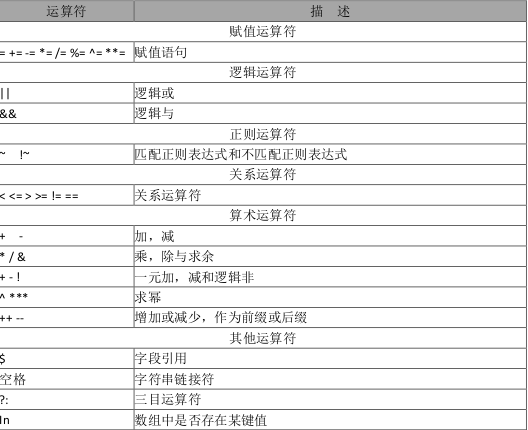 运算符 描 述
赋值运算符
= += -= *= /= %= ^= **= 赋值语句
逻辑运算符
|| 逻辑或
&& 逻辑与
正则运算符
~ !~ 匹配正则表达式和不匹配正则表达式
关系运算符
< <= > >= != == 关系运算符
算术运算符
+ - 加，减
* / & 乘，除与求余
+ - ! 一元加，减和逻辑非
^ *** 求幂
++ -- 增加或减少，作为前缀或后缀
其他运算符
$ 字段引用
空格 字符串链接符
?: 三目运算符
In 数组中是否存在某键值